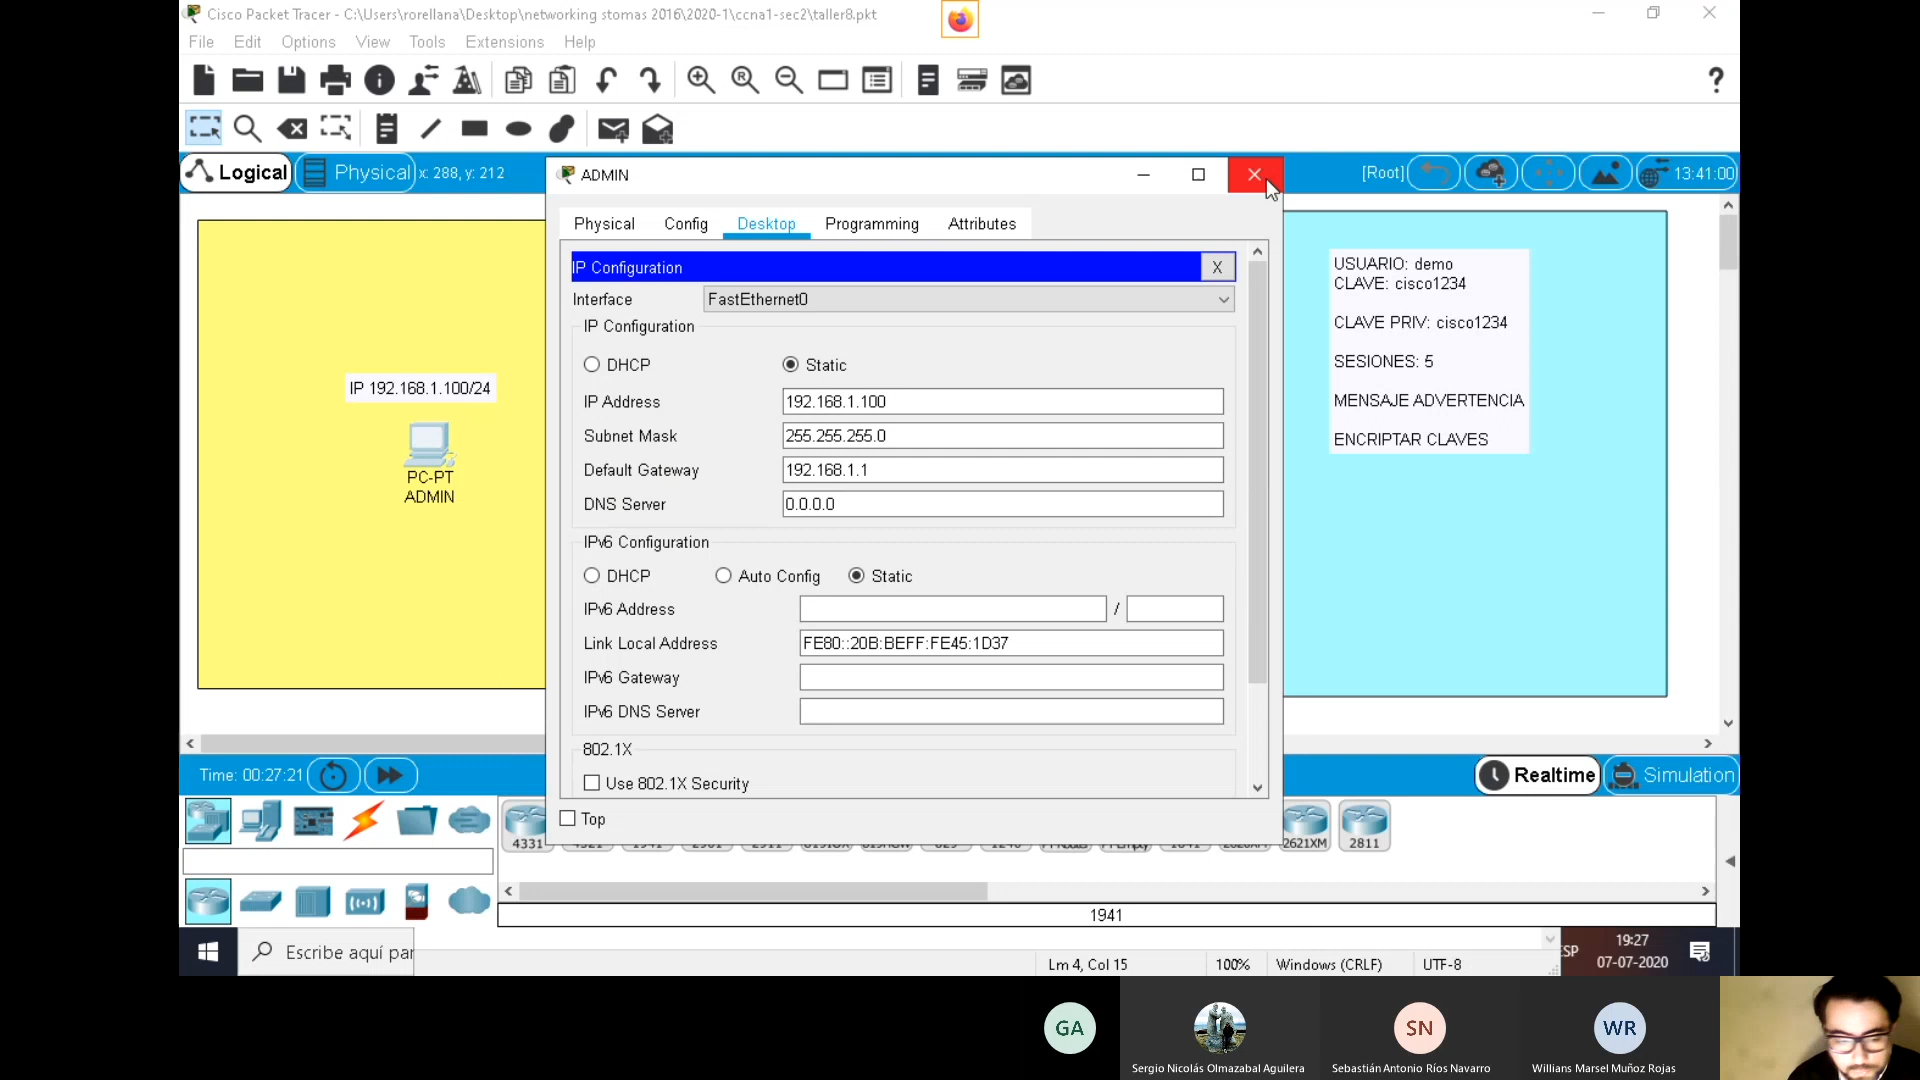 Cisco Packet Tracer - C:\Users\rorellana\Desktop\networking stomas 2016\2020-1\ccna1-sec2\taller8.pkt
File Edit Options View Tools Extensions Help
?
Logical Physical x: 288, y: 212
[Root] 13:41:00
ADMIN
Physical Config Desktop Programming Attributes
IP Configuration X
Interface FastEthernet0
IP Configuration
DHCP Static
IP Address 192.168.1.100
Subnet Mask 255.255.255.0
Default Gateway 192.168.1.1
DNS Server 0.0.0.0
IPv6 Configuration
DHCP Auto Config Static
IPv6 Address /
Link Local Address FE80::20B:BEFF:FE45:1D37
IPv6 Gateway
IPv6 DNS Server
802.1X
Use 802.1X Security
Top
IP 192.168.1.100/24
PC-PT
ADMIN
USUARIO: demo
CLAVE: cisco1234
CLAVE PRIV: cisco1234
SESIONES: 5
MENSAJE ADVERTENCIA
ENCRIPTAR CLAVES
Time: 00:27:21
Realtime Simulation
4331 2621XM 2811
1941
Escribe aquí par
Lm 4, Col 15 100% Windows (CRLF) UTF-8
ESP 19:27
07-07-2020
GA SN WR
Sergio Nicolás Olmazabal Aguilera Sebastián Antonio Ríos Navarro Willians Marsel Muñoz Rojas